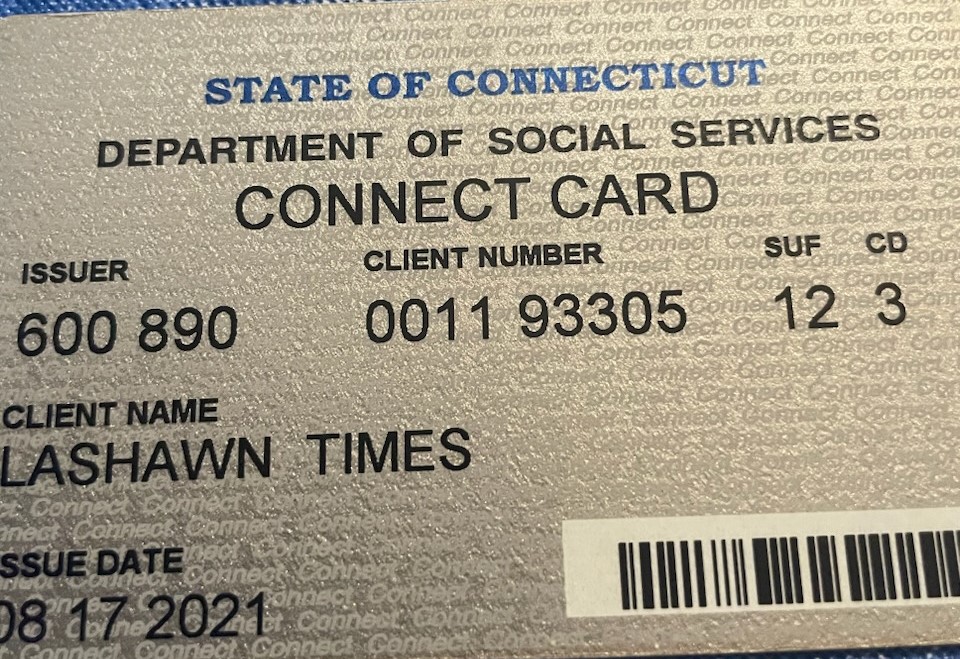 STATE OF CONNECTICUT
DEPARTMENT OF SOCIAL SERVICES
CONNECT CARD
ISSUER CLIENT NUMBER SUF CD
600 890 0011 93305 12 3
CLIENT NAME
LASHAWN TIMES
ISSUE DATE
08 17 2021